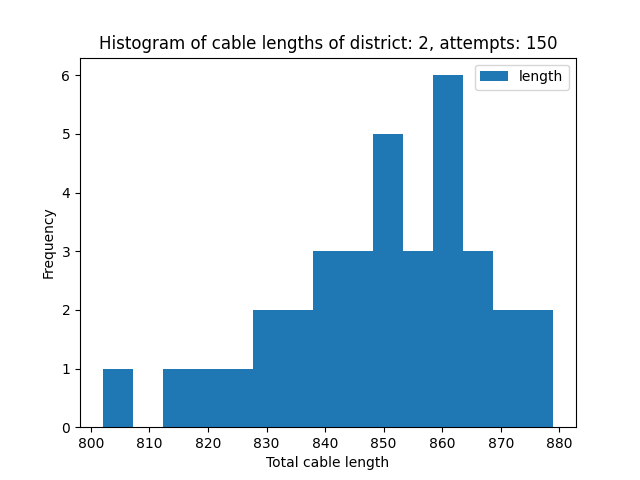 Histogram of cable lengths of district: 2, attempts: 150
length
6
5
4
3
2
1
0
Frequency
800 810 820 830 840 850 860 870 880
Total cable length